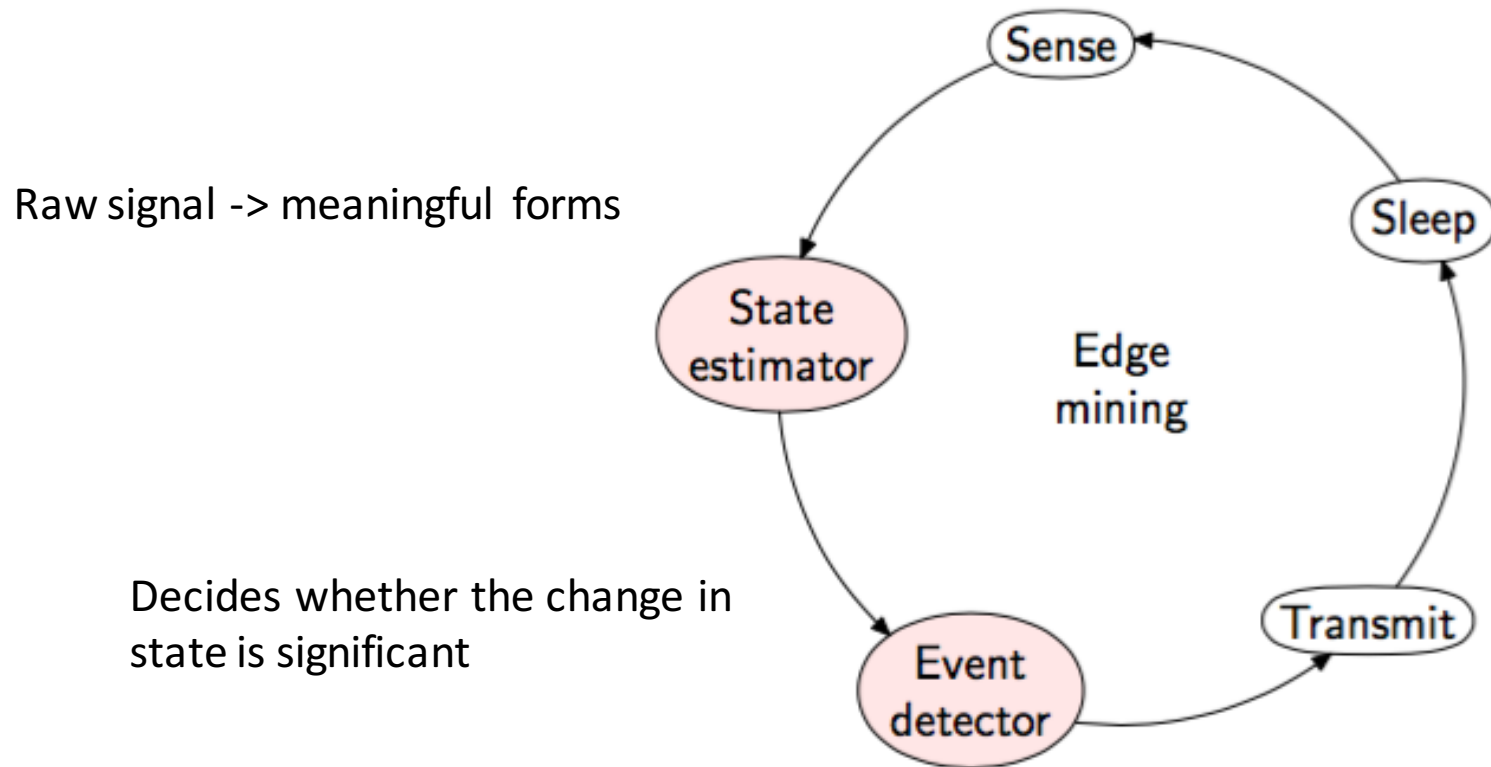 Sense
Raw signal -> meaningful forms
Sleep
State
estimator
Edge
mining
Decides whether the change in
state is significant
Transmit
Event
detector